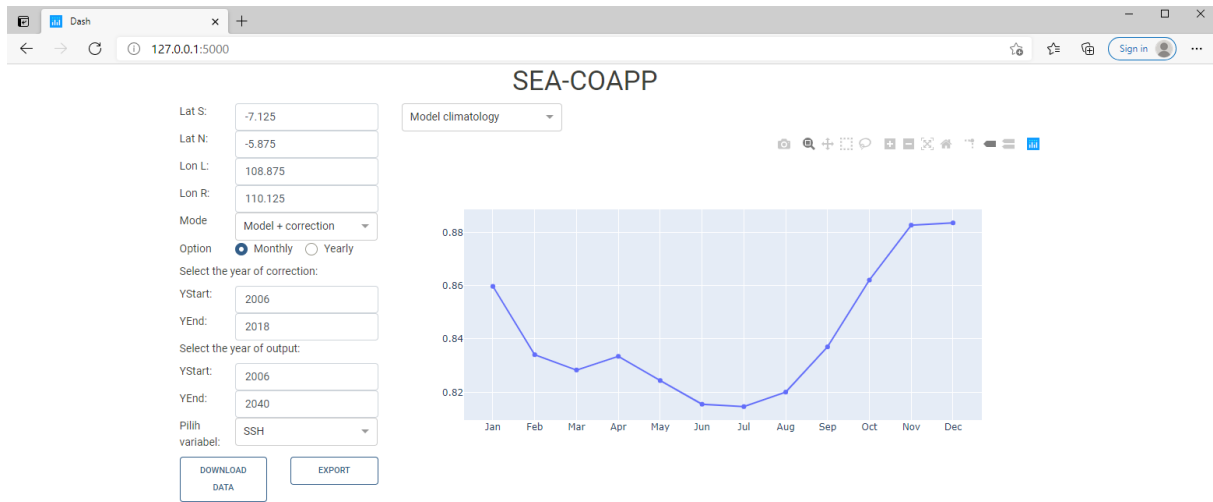 Dash
127.0.0.1:5000
Sign in
SEA-COAPP
Lat S:
-7.125
Lat N:
-5.875
Lon L:
108.875
Lon R:
110.125
Mode
Model + correction
Option
Monthly
Yearly
Select the year of correction:
YStart:
2006
YEnd:
2018
Select the year of output:
YStart:
2006
YEnd:
2040
Pilih
variabel:
SSH
DOWNLOAD
DATA
EXPORT
Model climatology
0.88
0.86
0.84
0.82
Jan Feb Mar Apr May Jun Jul Aug Sep Oct Nov Dec